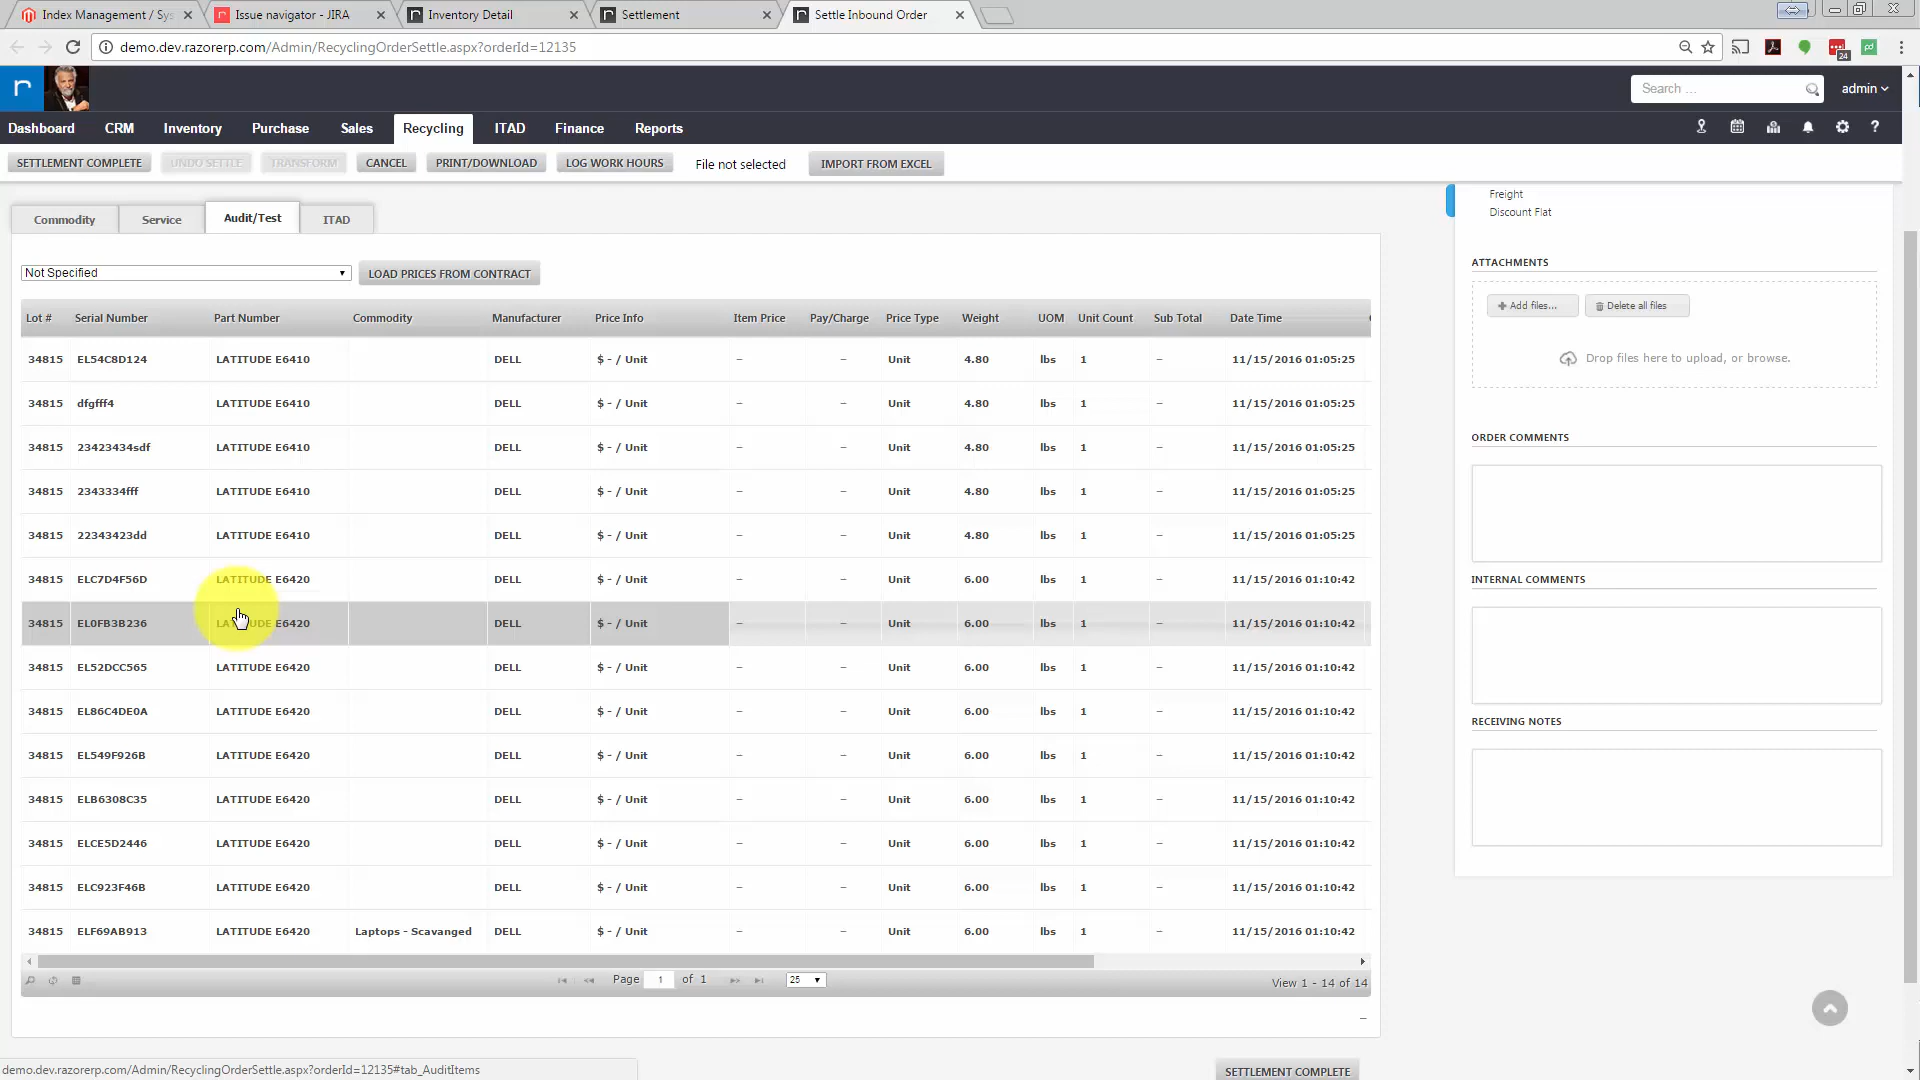 Index Management / Sys
Issue navigator - JIRA
Inventory Detail
Settlement
Settle Inbound Order
demo.dev.razorerp.com/Admin/RecyclingOrderSettle.aspx?orderId=12135
24
pd
r
Search ...
admin
Dashboard CRM Inventory Purchase Sales Recycling ITAD Finance Reports
?
SETTLEMENT COMPLETE UNDO SETTLE TRANSFORM CANCEL PRINT/DOWNLOAD LOG WORK HOURS File not selected IMPORT FROM EXCEL
Commodity Service Audit/Test ITAD
Not Specified LOAD PRICES FROM CONTRACT
Lot # Serial Number Part Number Commodity Manufacturer Price Info Item Price Pay/Charge Price Type Weight UOM Unit Count Sub Total Date Time
34815 EL54C8D124 LATITUDE E6410 DELL $ - / Unit – – Unit 4.80 lbs 1 – 11/15/2016 01:05:25
34815 dfgfff4 LATITUDE E6410 DELL $ - / Unit – – Unit 4.80 lbs 1 – 11/15/2016 01:05:25
34815 23423434sdf LATITUDE E6410 DELL $ - / Unit – – Unit 4.80 lbs 1 – 11/15/2016 01:05:25
34815 2343334fff LATITUDE E6410 DELL $ - / Unit – – Unit 4.80 lbs 1 – 11/15/2016 01:05:25
34815 22343423dd LATITUDE E6410 DELL $ - / Unit – – Unit 4.80 lbs 1 – 11/15/2016 01:05:25
34815 ELC7D4F56D LATITUDE E6420 DELL $ - / Unit – – Unit 6.00 lbs 1 – 11/15/2016 01:10:42
34815 EL0FB3B236 LATITUDE E6420 DELL $ - / Unit – – Unit 6.00 lbs 1 – 11/15/2016 01:10:42
34815 EL52DCC565 LATITUDE E6420 DELL $ - / Unit – – Unit 6.00 lbs 1 – 11/15/2016 01:10:42
34815 EL86C4DE0A LATITUDE E6420 DELL $ - / Unit – – Unit 6.00 lbs 1 – 11/15/2016 01:10:42
34815 EL549F926B LATITUDE E6420 DELL $ - / Unit – – Unit 6.00 lbs 1 – 11/15/2016 01:10:42
34815 ELB6308C35 LATITUDE E6420 DELL $ - / Unit – – Unit 6.00 lbs 1 – 11/15/2016 01:10:42
34815 ELCE5D2446 LATITUDE E6420 DELL $ - / Unit – – Unit 6.00 lbs 1 – 11/15/2016 01:10:42
34815 ELC923F46B LATITUDE E6420 DELL $ - / Unit – – Unit 6.00 lbs 1 – 11/15/2016 01:10:42
34815 ELF69AB913 LATITUDE E6420 Laptops - Scavanged DELL $ - / Unit – – Unit 6.00 lbs 1 – 11/15/2016 01:10:42
Page 1 of 1 25 View 1 - 14 of 14
–
SETTLEMENT COMPLETE
Freight
Discount Flat
ATTACHMENTS
Add files... Delete all files
Drop files here to upload, or browse.
ORDER COMMENTS
INTERNAL COMMENTS
RECEIVING NOTES
demo.dev.razorerp.com/Admin/RecyclingOrderSettle.aspx?orderId=12135#tab_AuditItems